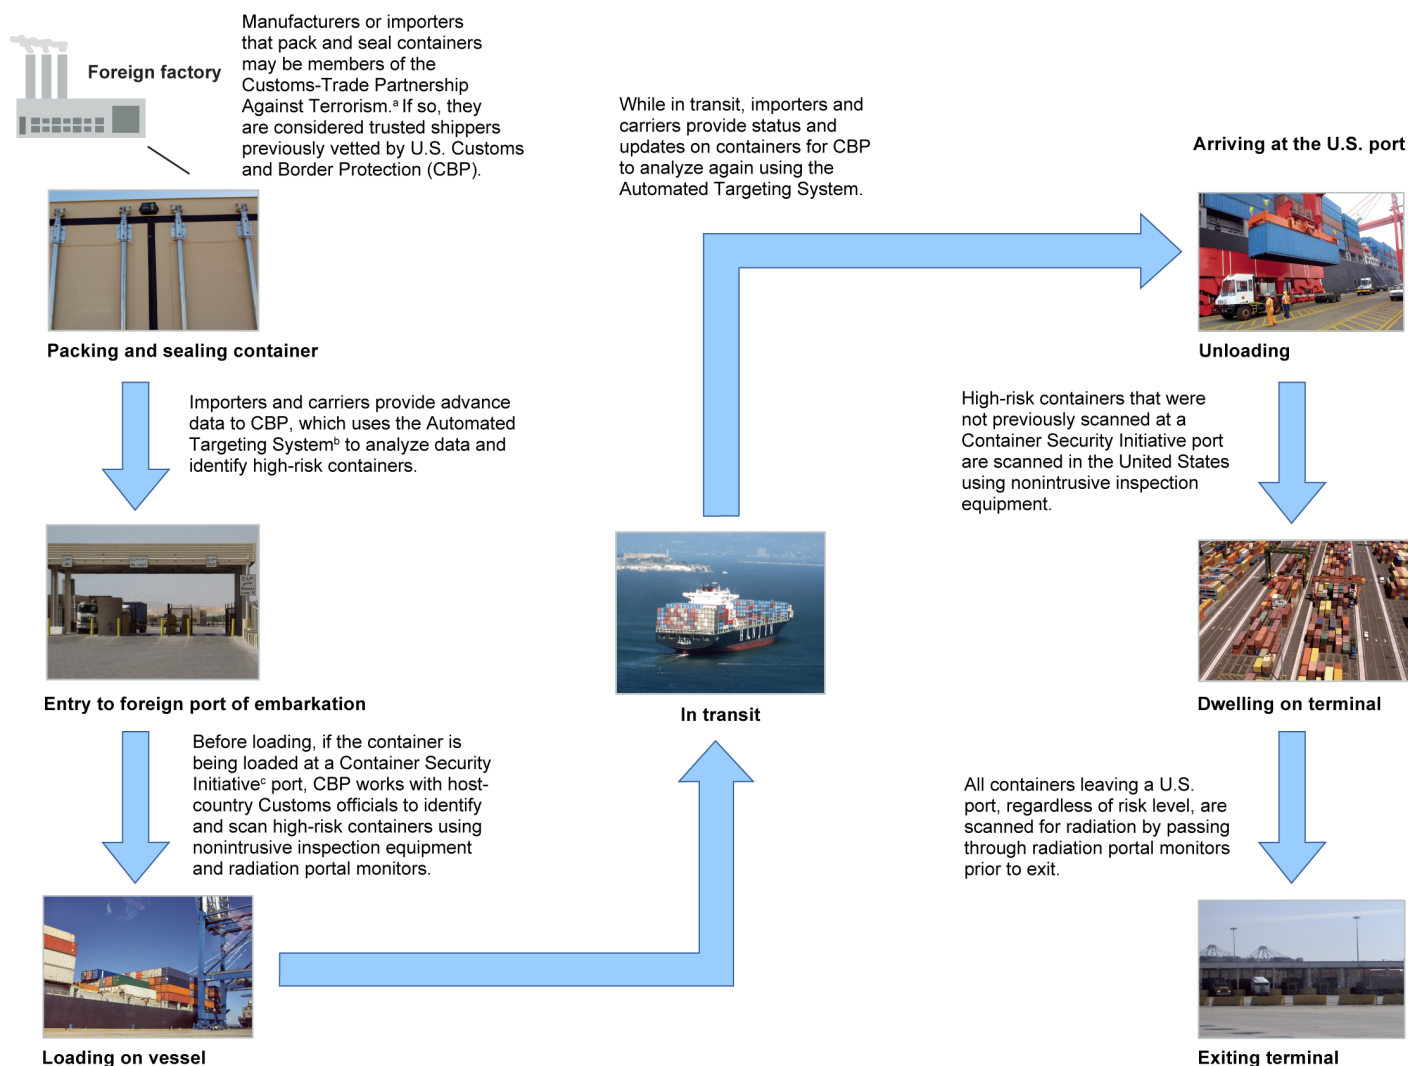 Foreign factory
Manufacturers or importers
that pack and seal containers
may be members of the
Customs-Trade Partnership
Against Terrorism.ᵃ If so, they
are considered trusted shippers
previously vetted by U.S. Customs
and Border Protection (CBP).
Packing and sealing container
Importers and carriers provide advance
data to CBP, which uses the Automated
Targeting Systemᵇ to analyze data and
identify high-risk containers.
Entry to foreign port of embarkation
Before loading, if the container is
being loaded at a Container Security
Initiativeᶜ port, CBP works with host-
country Customs officials to identify
and scan high-risk containers using
nonintrusive inspection equipment
and radiation portal monitors.
Loading on vessel
While in transit, importers and
carriers provide status and
updates on containers for CBP
to analyze again using the
Automated Targeting System.
HANJIN
In transit
Arriving at the U.S. port
Unloading
High-risk containers that were
not previously scanned at a
Container Security Initiative port
are scanned in the United States
using nonintrusive inspection
equipment.
Dwelling on terminal
All containers leaving a U.S.
port, regardless of risk level, are
scanned for radiation by passing
through radiation portal monitors
prior to exit.
Exiting terminal